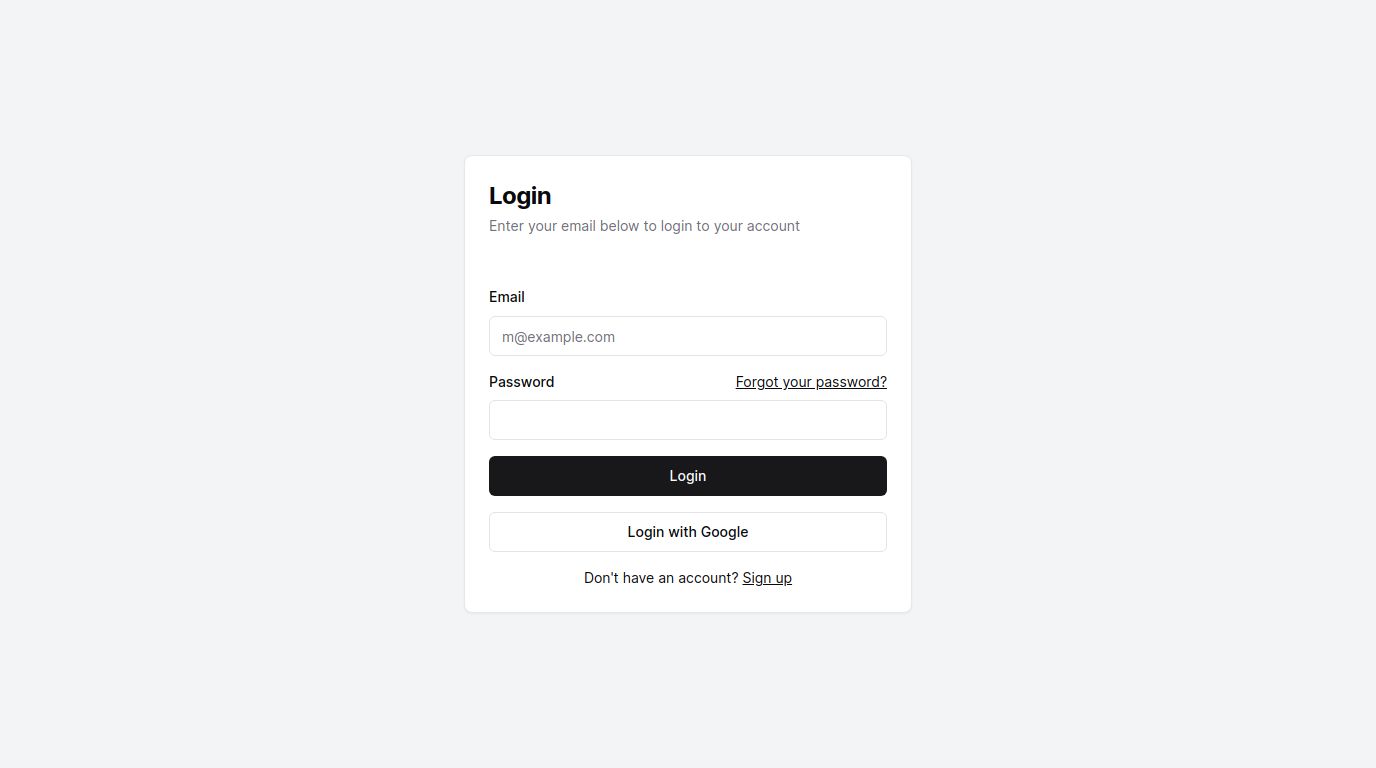 Login
Enter your email below to login to your account
Email
m@example.com
Password Forgot your password?
Login
Login with Google
Don't have an account? Sign up